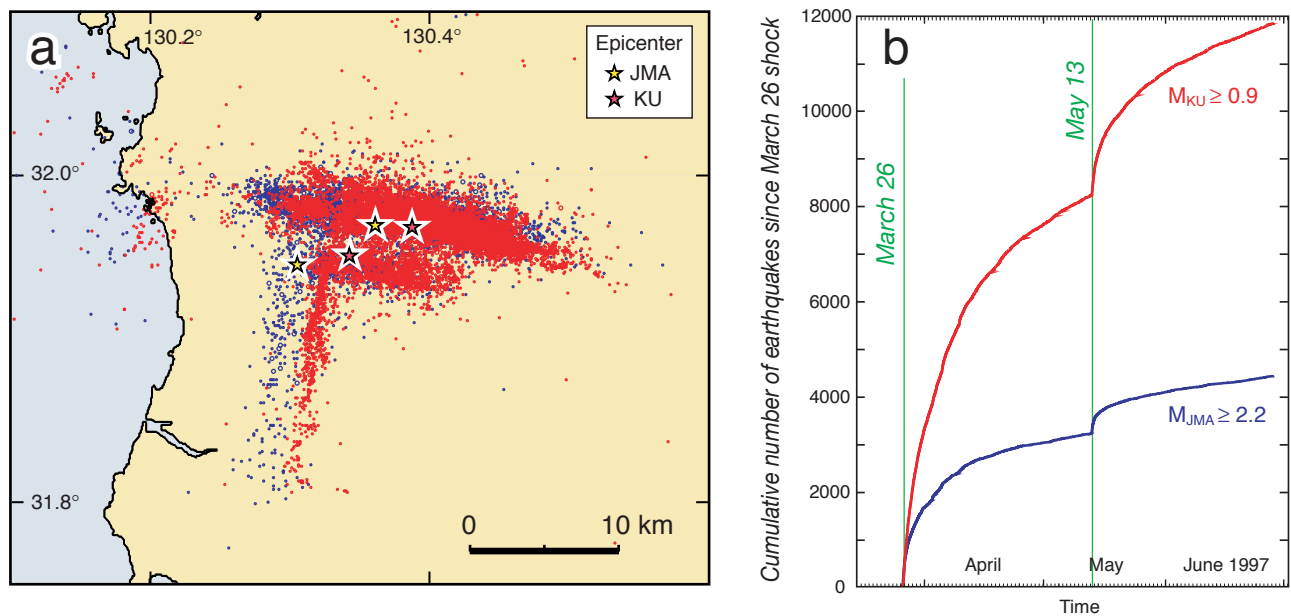 a
130.2°
130.4°
Epicenter
JMA
KU
32.0°
31.8°
0
10 km
b
Cumulative number of earthquakes since March 26 shock
12000
10000
8000
6000
4000
2000
0
March 26
May 13
M_KU ≥ 0.9
M_JMA ≥ 2.2
April
May
June 1997
Time